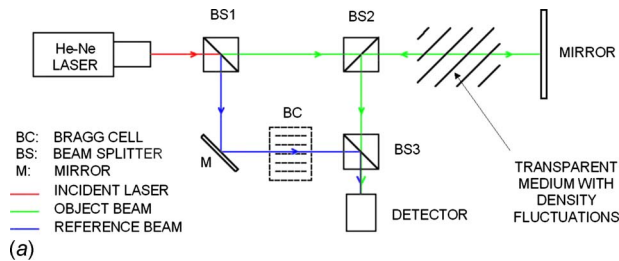 BS1
BS2
He-Ne
LASER
MIRROR
BC
M
BS3
BC: BRAGG CELL
BS: BEAM SPLITTER
M: MIRROR
INCIDENT LASER
OBJECT BEAM
REFERENCE BEAM
DETECTOR
TRANSPARENT
MEDIUM WITH
DENSITY
FLUCTUATIONS
(a)